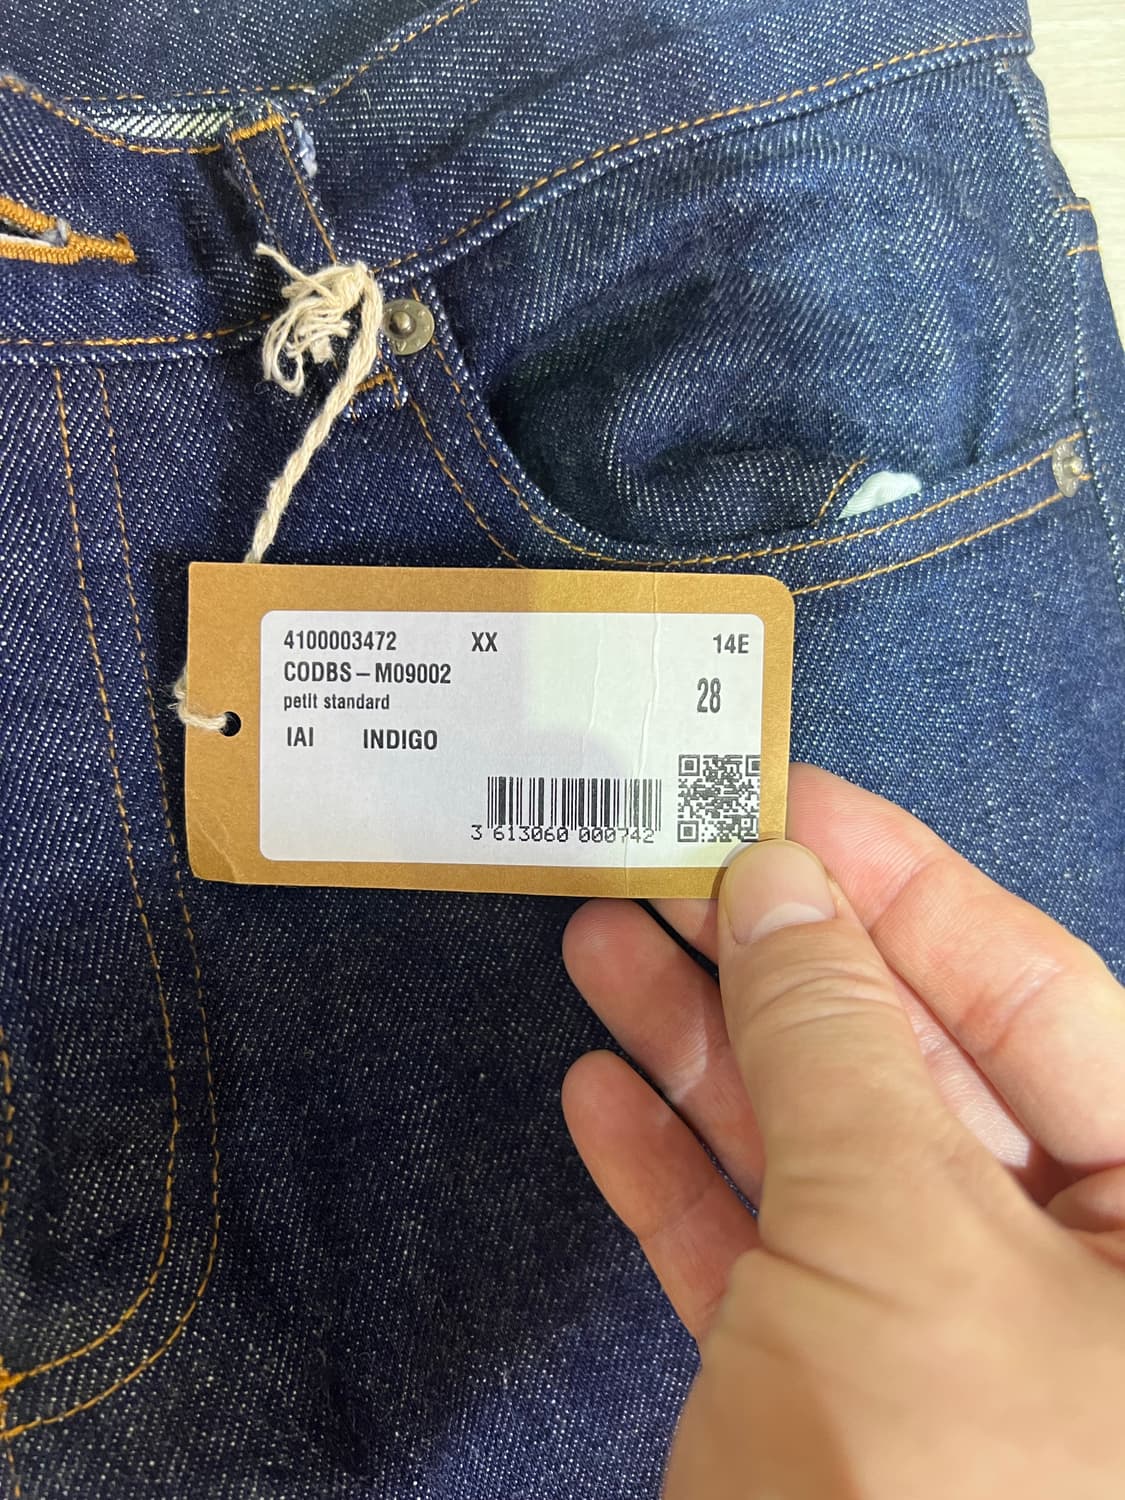 4100003472 XX 14E
CODBS – M09002
petit standard 28
IAI INDIGO
3 613060 000742